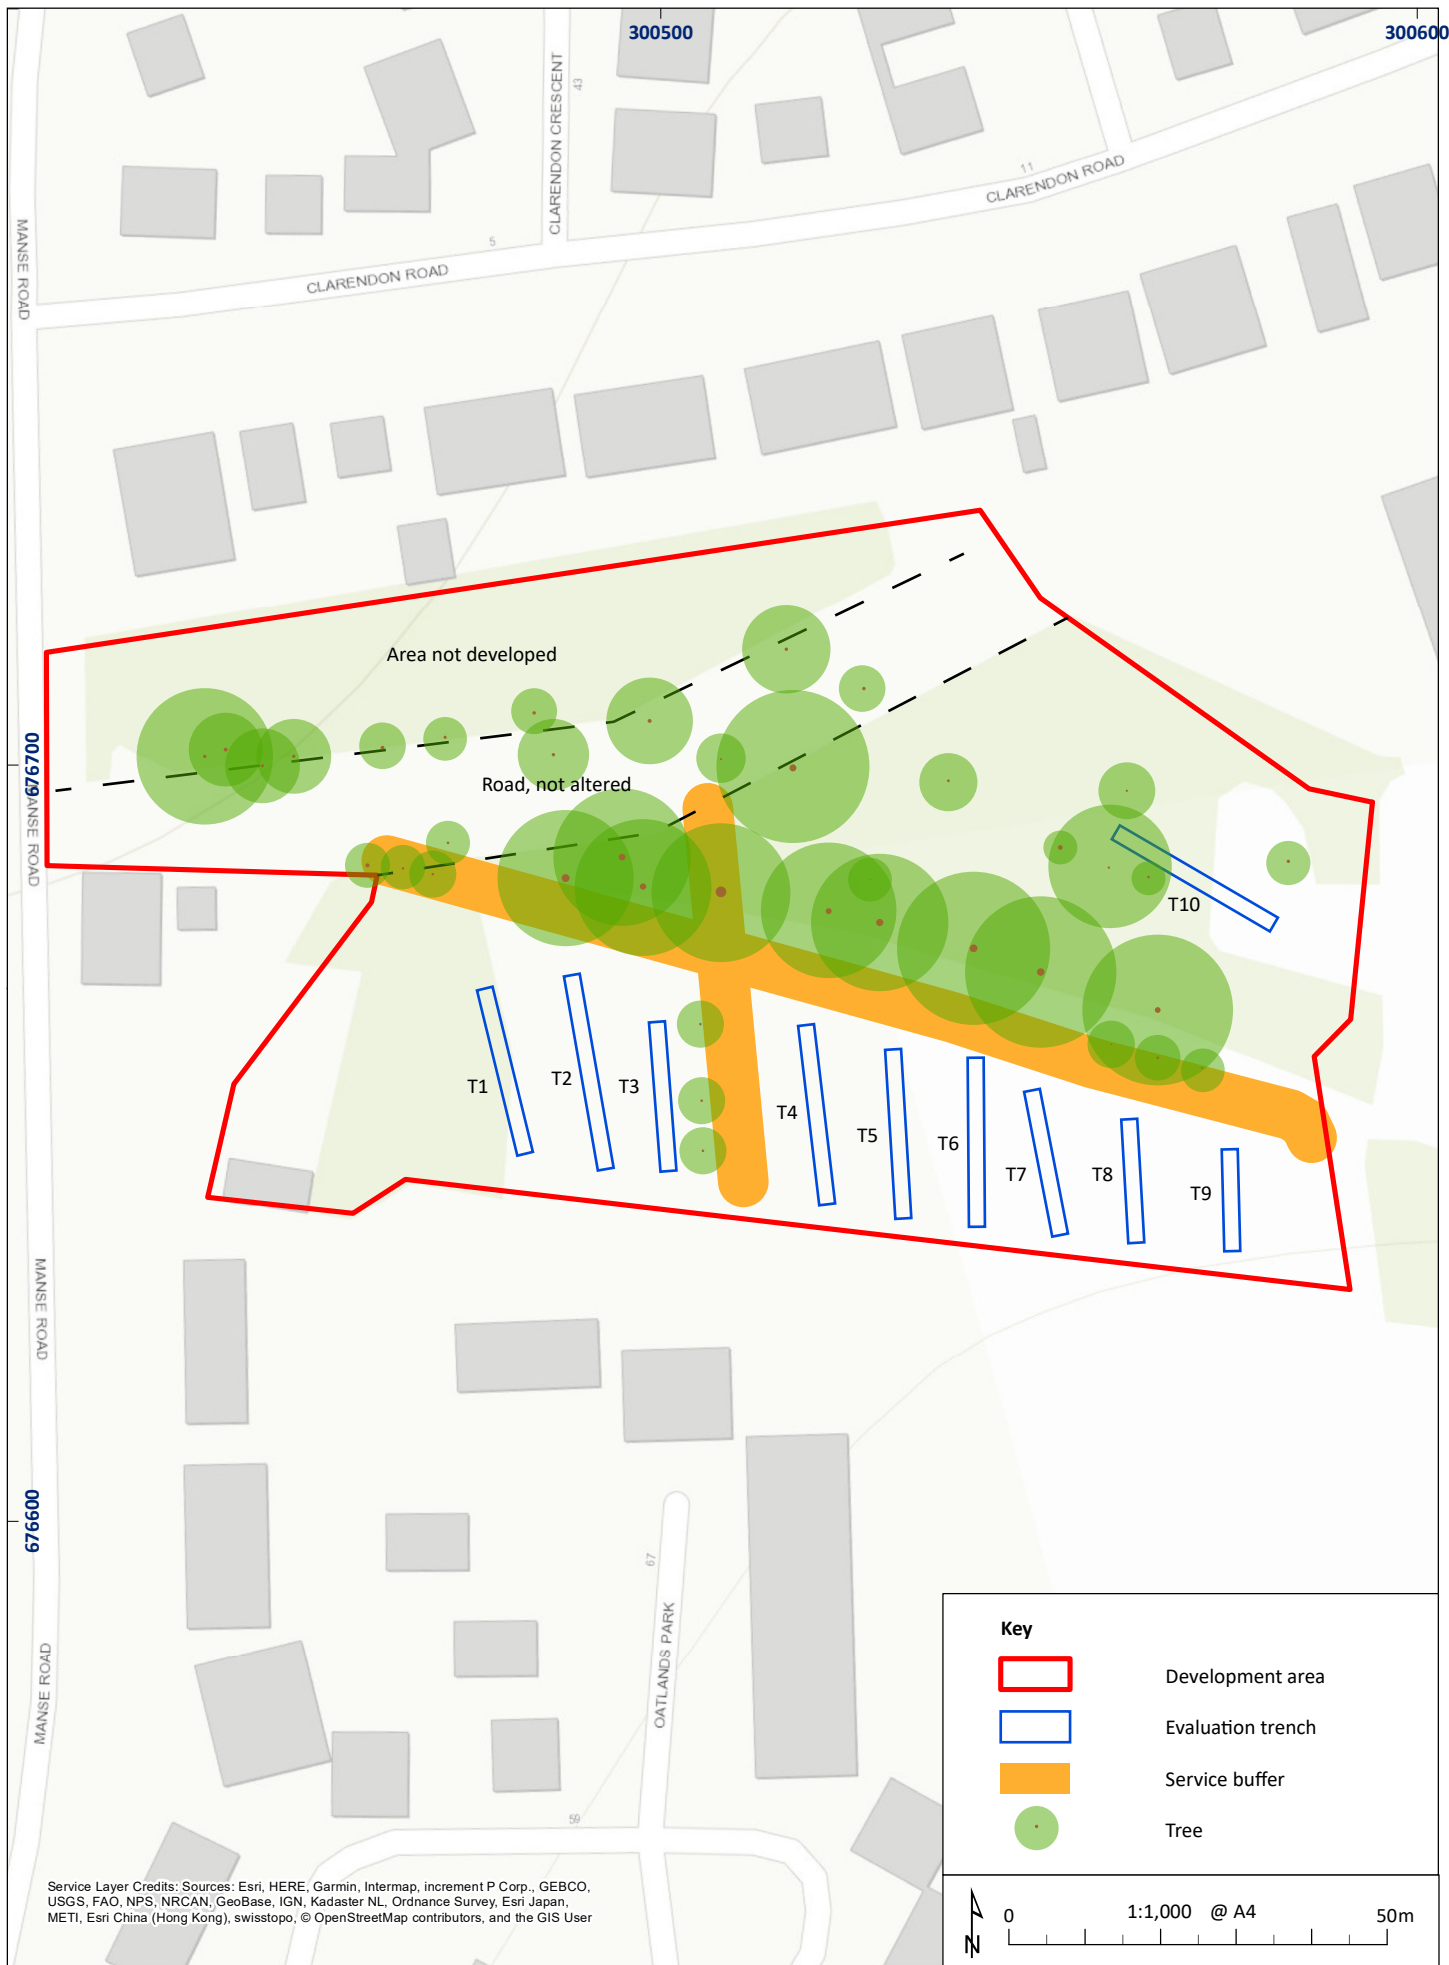 300500
300600
CLARENDON CRESCENT
43
11
CLARENDON ROAD
MANSE ROAD
5
CLARENDON ROAD
Area not developed
676700
Road, not altered
MANSE ROAD
T10
T1
T2
T3
T4
T5
T6
T7
T8
T9
MANSE ROAD
676600
67
OATLANDS PARK
MANSE ROAD
59
Key
Development area
Evaluation trench
Service buffer
Tree
Service Layer Credits: Sources: Esri, HERE, Garmin, Intermap, increment P Corp., GEBCO,
USGS, FAO, NPS, NRCAN, GeoBase, IGN, Kadaster NL, Ordnance Survey, Esri Japan,
METI, Esri China (Hong Kong), swisstopo, © OpenStreetMap contributors, and the GIS User
N
0
1:1,000 @ A4
50m